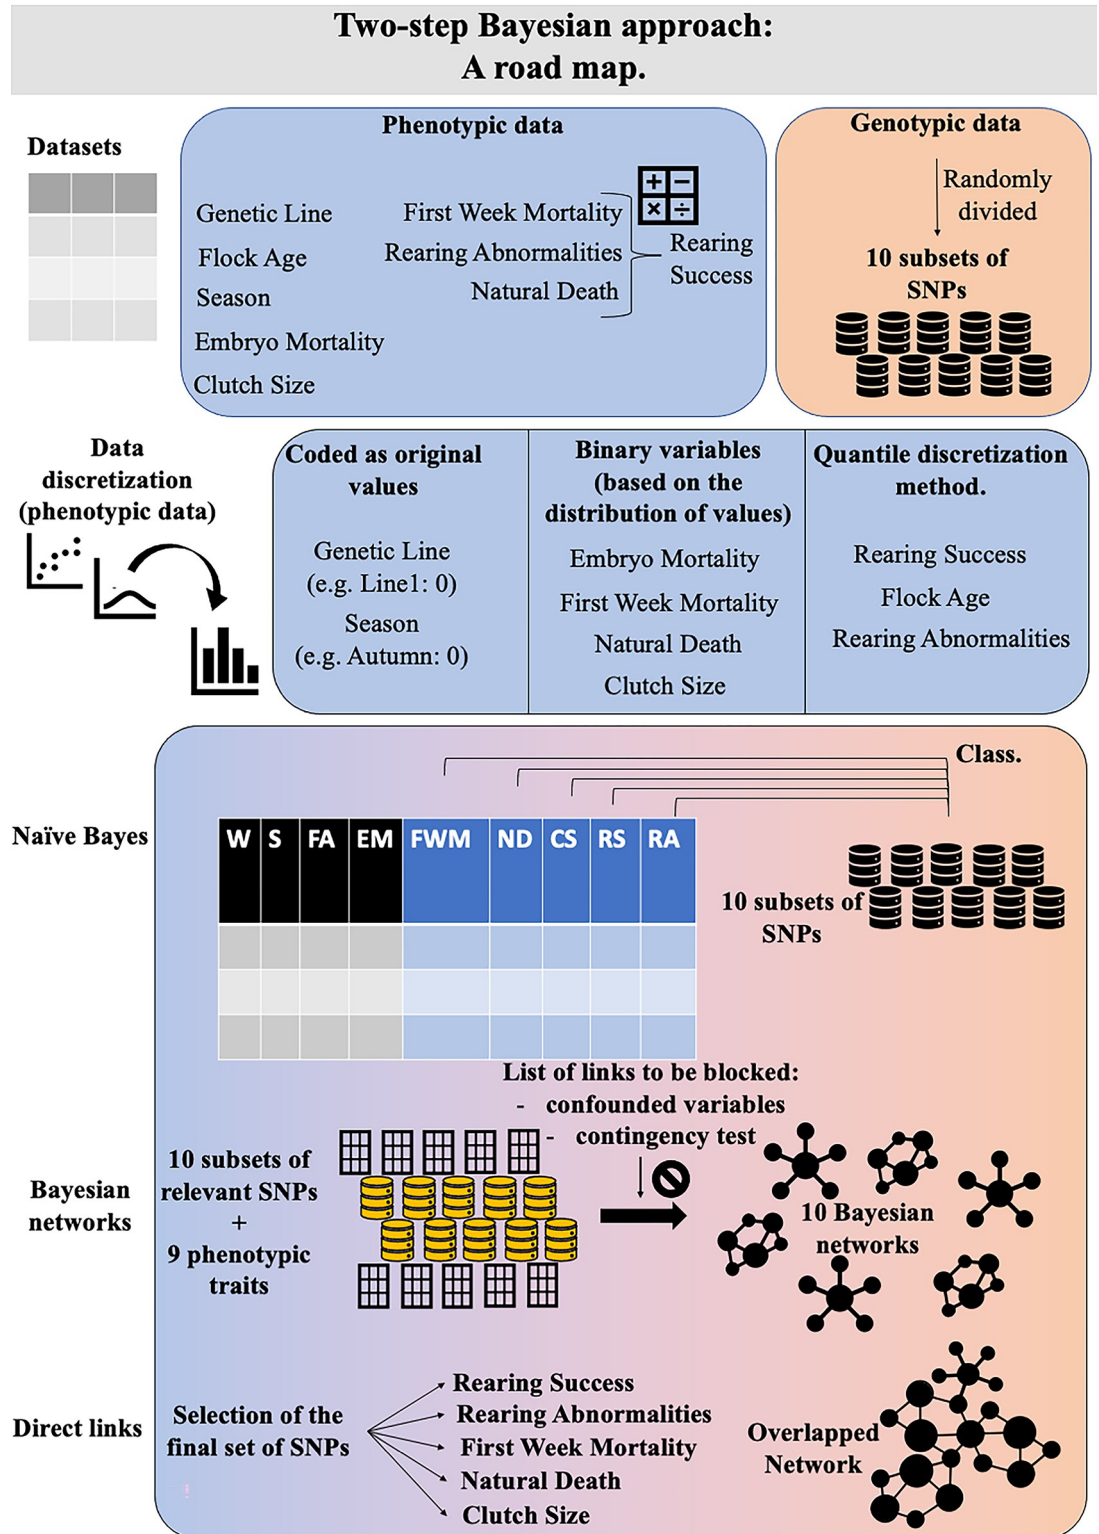 Two-step Bayesian approach:
A road map.
Datasets
Phenotypic data
Genetic Line
Flock Age
Season
Embryo Mortality
Clutch Size
First Week Mortality
Rearing Abnormalities
Natural Death
Rearing
Success
Genotypic data
Randomly
divided
10 subsets of
SNPs
Data
discretization
(phenotypic data)
Coded as original
values
Genetic Line
(e.g. Line1: 0)
Season
(e.g. Autumn: 0)
Binary variables
(based on the
distribution of values)
Embryo Mortality
First Week Mortality
Natural Death
Clutch Size
Quantile discretization
method.
Rearing Success
Flock Age
Rearing Abnormalities
Naïve Bayes
Class.
W S FA EM FWM ND CS RS RA
10 subsets of
SNPs
Bayesian
networks
10 subsets of
relevant SNPs
+
9 phenotypic
traits
List of links to be blocked:
- confounded variables
- contingency test
10 Bayesian
networks
Direct links
Selection of the
final set of SNPs
Rearing Success
Rearing Abnormalities
First Week Mortality
Natural Death
Clutch Size
Overlapped
Network